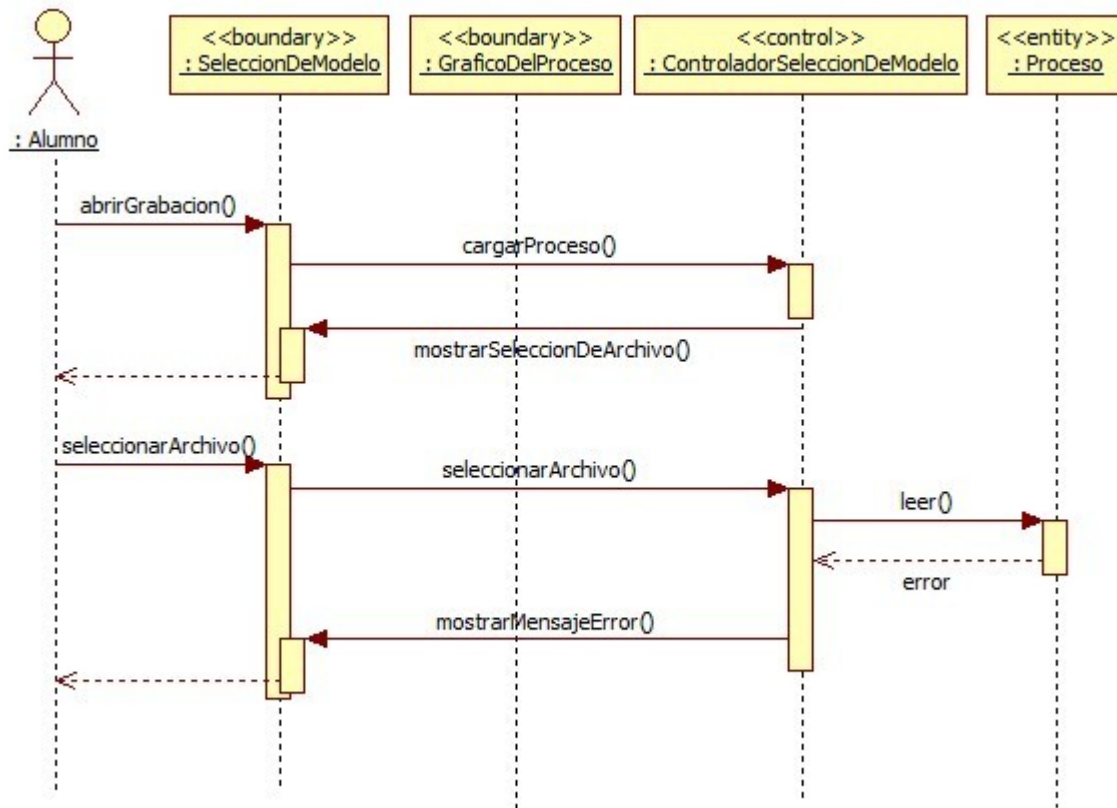 <<boundary>>
: SeleccionDeModelo
<<boundary>>
: GraficoDelProceso
<<control>>
: ControladorSeleccionDeModelo
<<entity>>
: Proceso
: Alumno
abrirGrabacion()
cargarProceso()
mostrarSeleccionDeArchivo()
seleccionarArchivo()
seleccionarArchivo()
leer()
error
mostrarMensajeError()